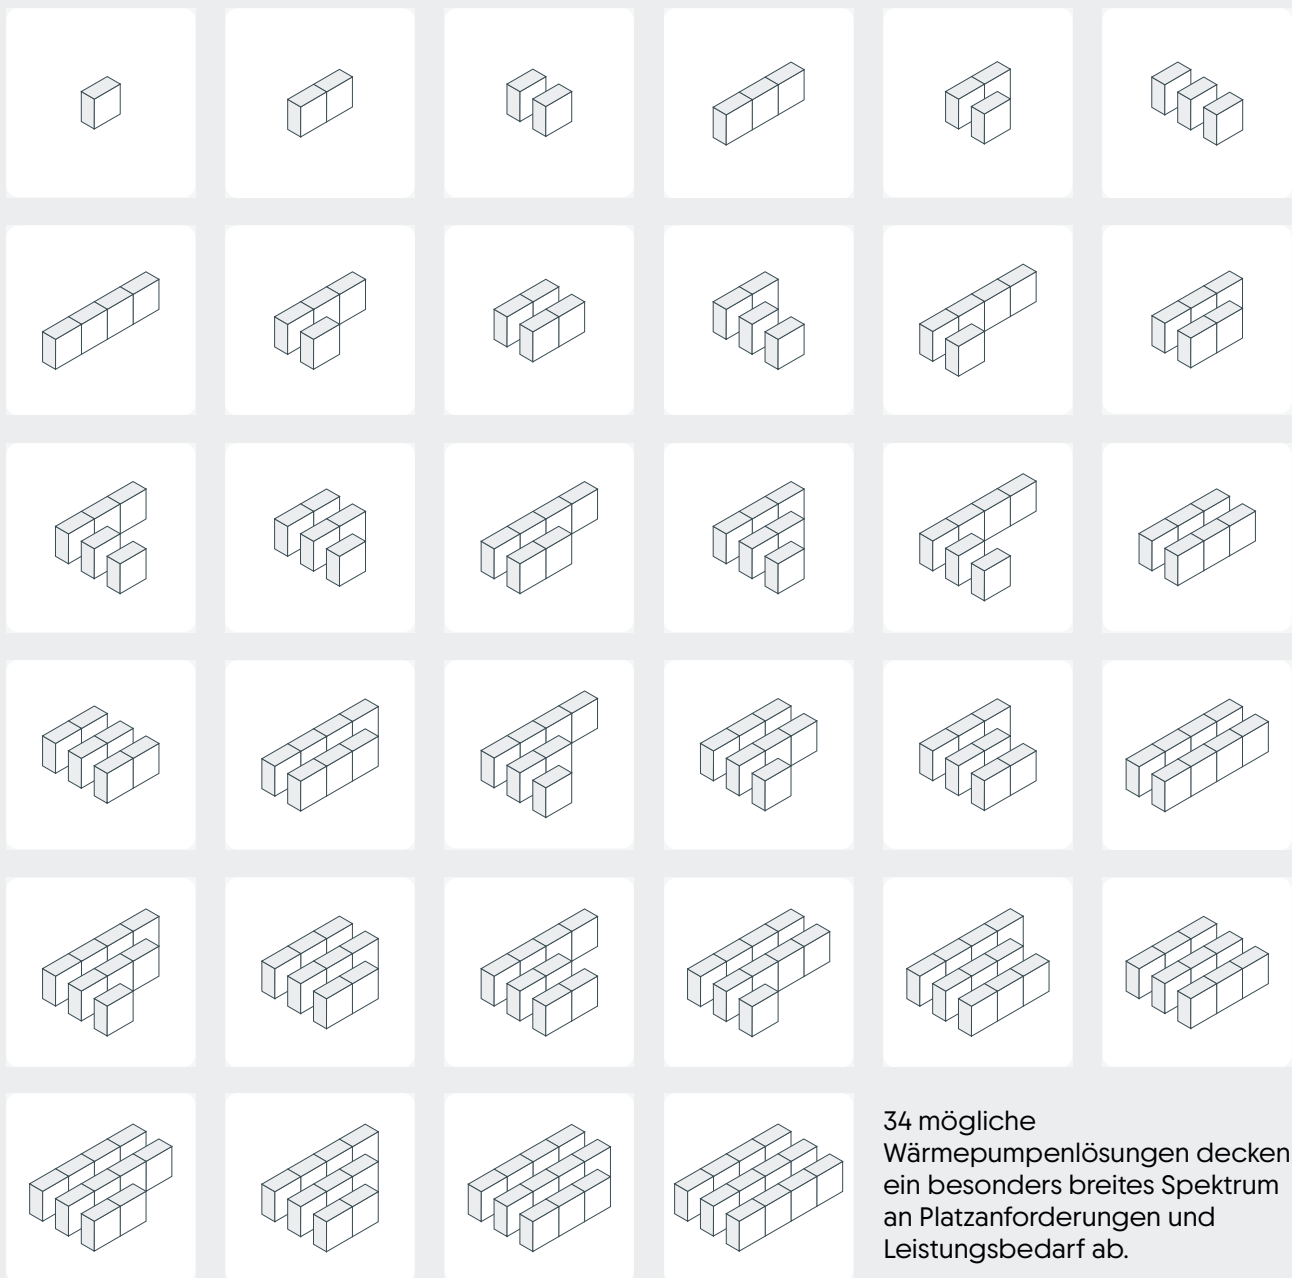 34 mögliche
Wärmepumpenlösungen decken
ein besonders breites Spektrum
an Platzanforderungen und
Leistungsbedarf ab.